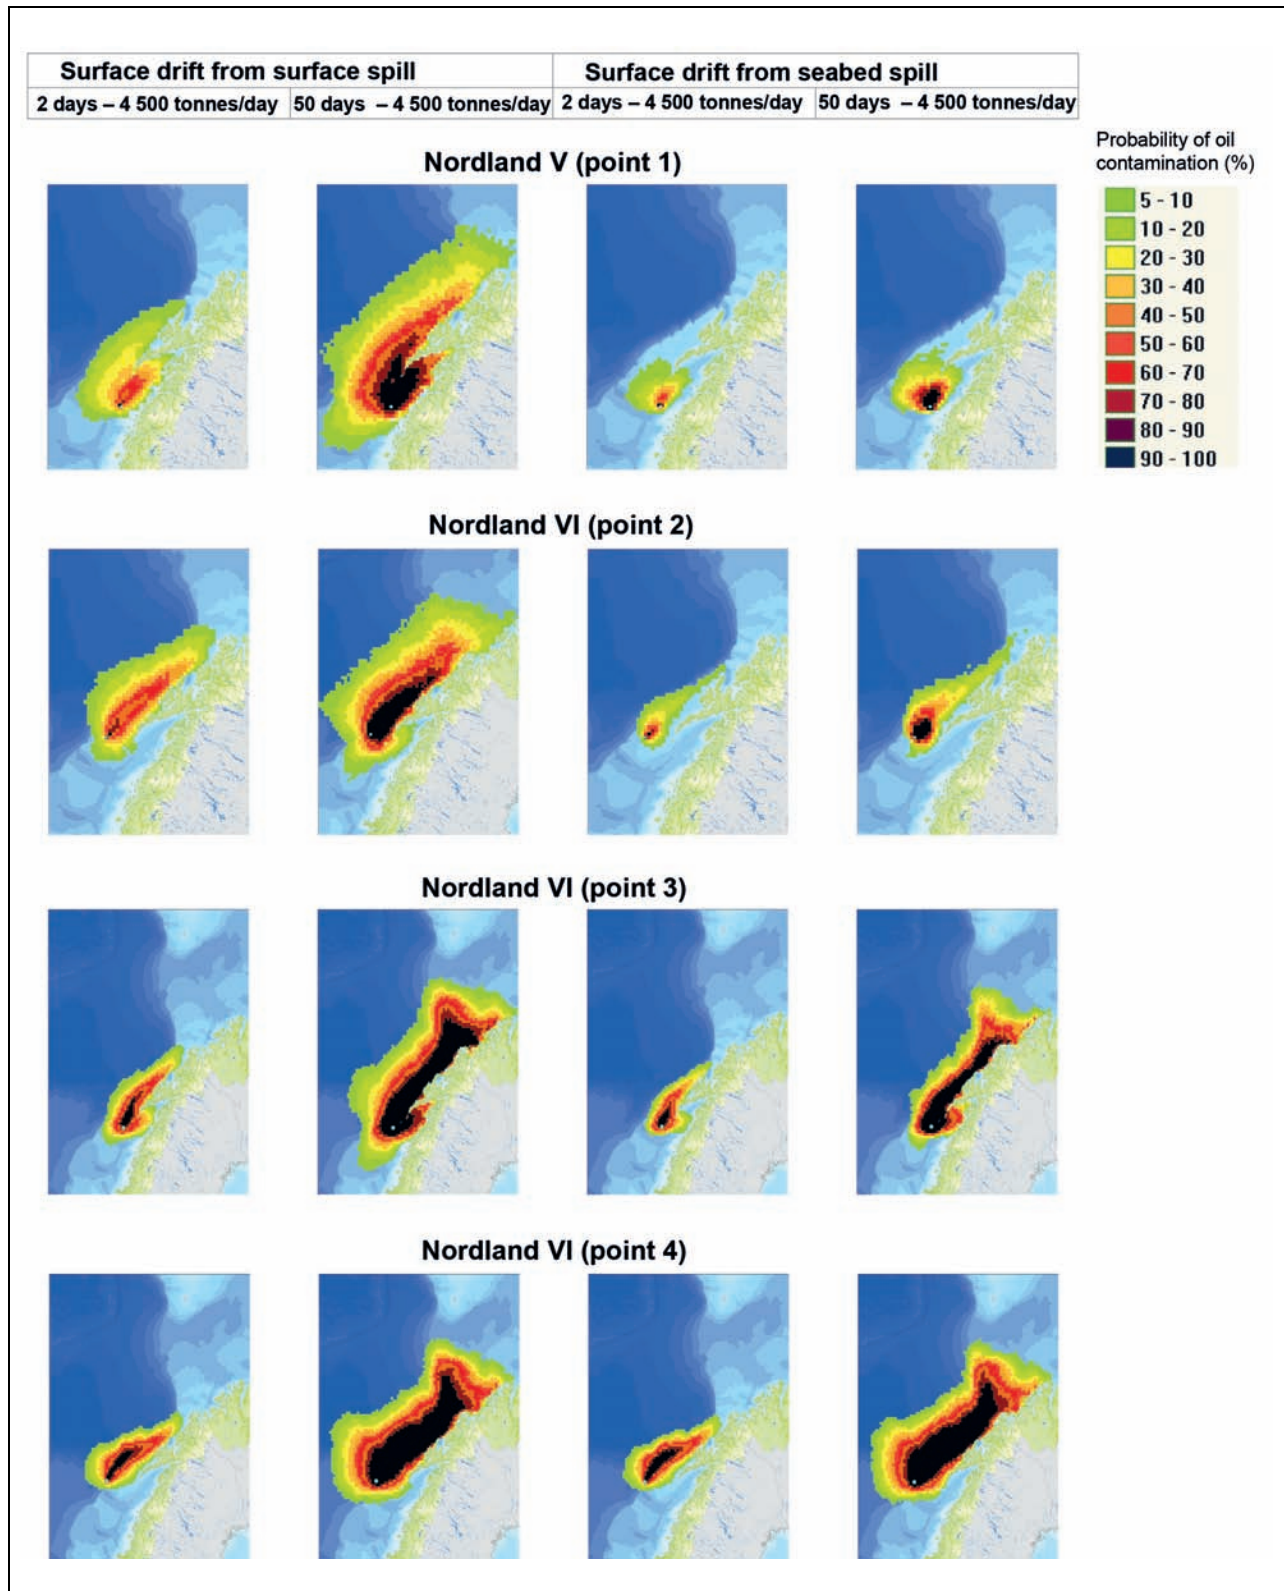 Surface drift from surface spill Surface drift from seabed spill
2 days – 4 500 tonnes/day 50 days – 4 500 tonnes/day 2 days – 4 500 tonnes/day 50 days – 4 500 tonnes/day
Probability of oil
contamination (%)
5 - 10
10 - 20
20 - 30
30 - 40
40 - 50
50 - 60
60 - 70
70 - 80
80 - 90
90 - 100
Nordland V (point 1)
Nordland VI (point 2)
Nordland VI (point 3)
Nordland VI (point 4)